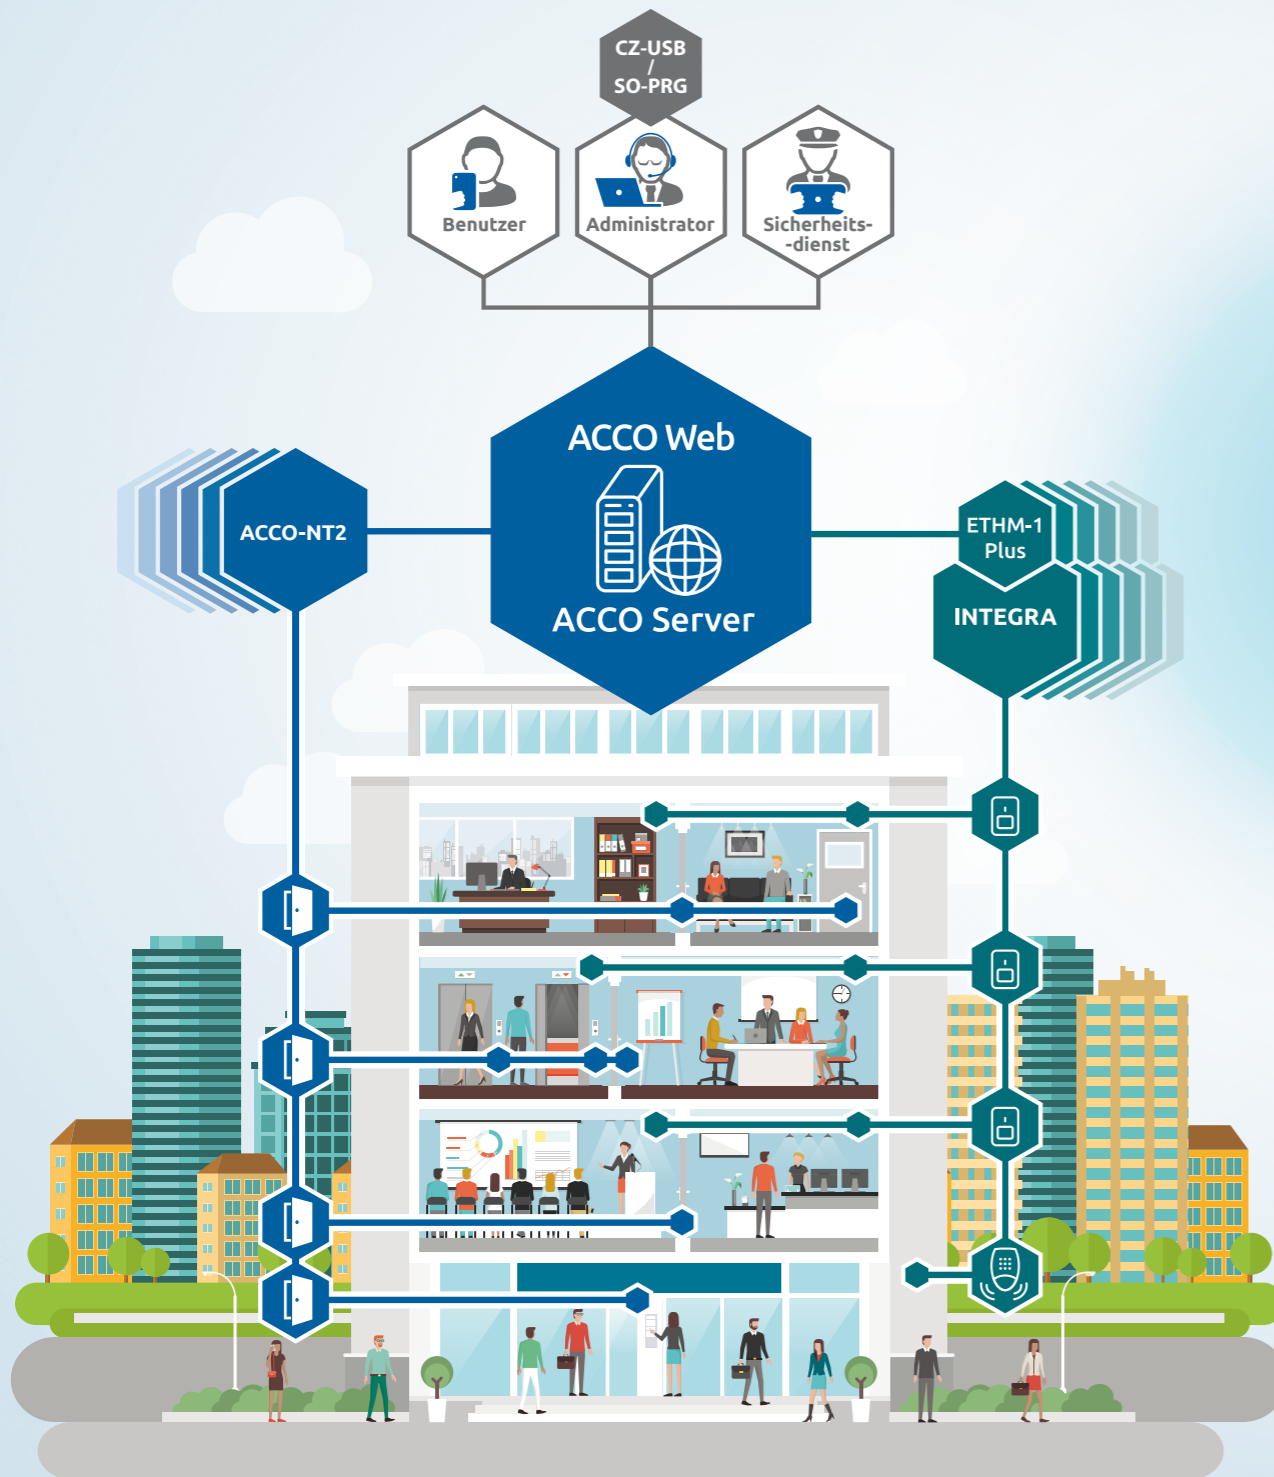 CZ-USB
/
SO-PRG
Benutzer
Administrator
Sicherheits-
-dienst
ACCO Web
ACCO Server
ACCO-NT2
ETHM-1
Plus
INTEGRA